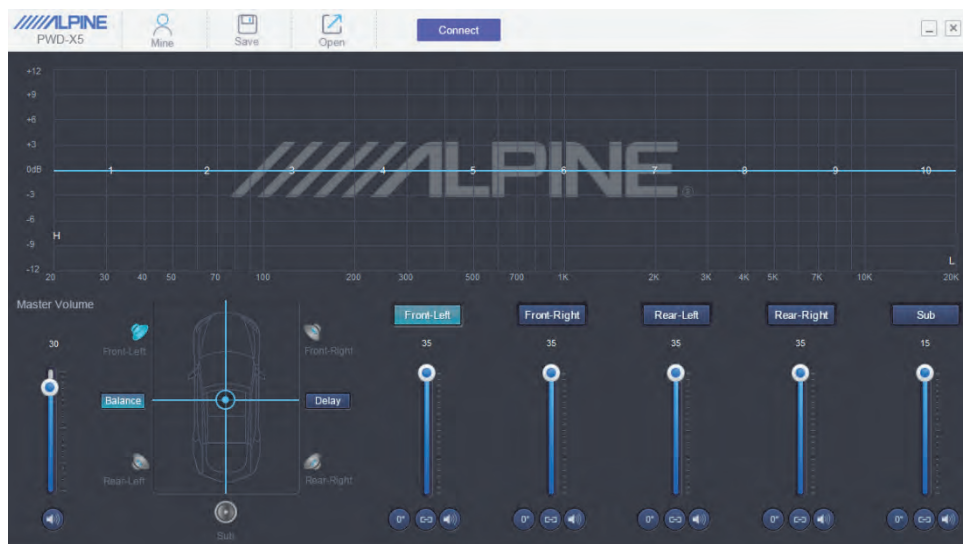 ALPINE
PWD-X5
Mine
Save
Open
Connect
+12
+9
+6
+3
0dB
-3
-6
-9
-12
1 2 3 4 5 6 7 8 9 10
ALPINE
H
L
20 30 40 50 70 100 200 300 500 700 1K 2K 3K 4K 5K 7K 10K 20K
Master Volume
30
Front-Left
Front-Right
Balance
Delay
Rear-Left
Rear-Right
Sub
Front-Left Front-Right Rear-Left Rear-Right Sub
35 35 35 35 15
0° 0° 0° 0° 0°